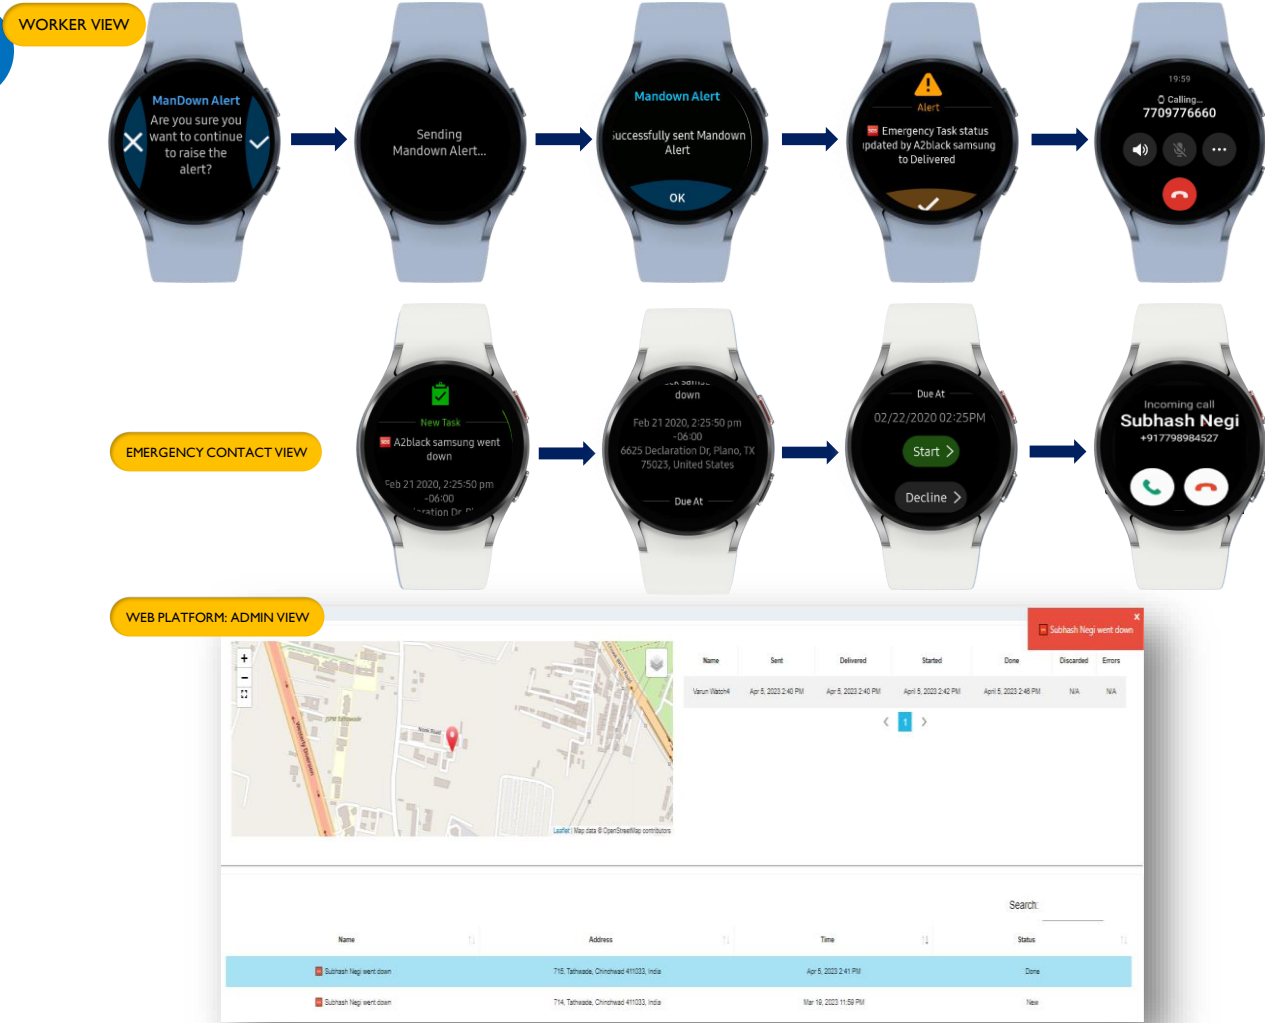 WORKER VIEW
ManDown Alert
Are you sure you
want to continue
to raise the
alert?
Sending
Mandown Alert...
Mandown Alert
uccessfully sent Mandown
Alert
OK
Alert
SOS Emergency Task status
updated by A2black samsung
to Delivered
19:59
Calling...
7709776660
EMERGENCY CONTACT VIEW
New Task
A2black samsung went
down
Feb 21 2020, 2:25:50 pm
-06:00
down
Feb 21 2020, 2:25:50 pm
-06:00
6625 Declaration Dr, Plano, TX
75023, United States
Due At
Due At
02/22/2020 02:25PM
Start >
Decline >
Incoming call
Subhash Negi
+917798984527
WEB PLATFORM: ADMIN VIEW
X
Subhash Negi went down
+
−
JSPM Tathawade
Nook Road
Westerly Diversion
Leaflet | Map data © OpenStreetMap contributors
Name Sent Delivered Started Done Discarded Errors
Varun Watch4 Apr 5, 2023 2:40 PM Apr 5, 2023 2:40 PM April 5, 2023 2:42 PM April 5, 2023 2:46 PM N/A N/A
< 1 >
Search:
Name Address Time Status
Subhash Negi went down 715, Tathwade, Chinchwad 411033, India Apr 5, 2023 2:41 PM Done
Subhash Negi went down 714, Tathwade, Chinchwad 411033, India Mar 19, 2023 11:59 PM New